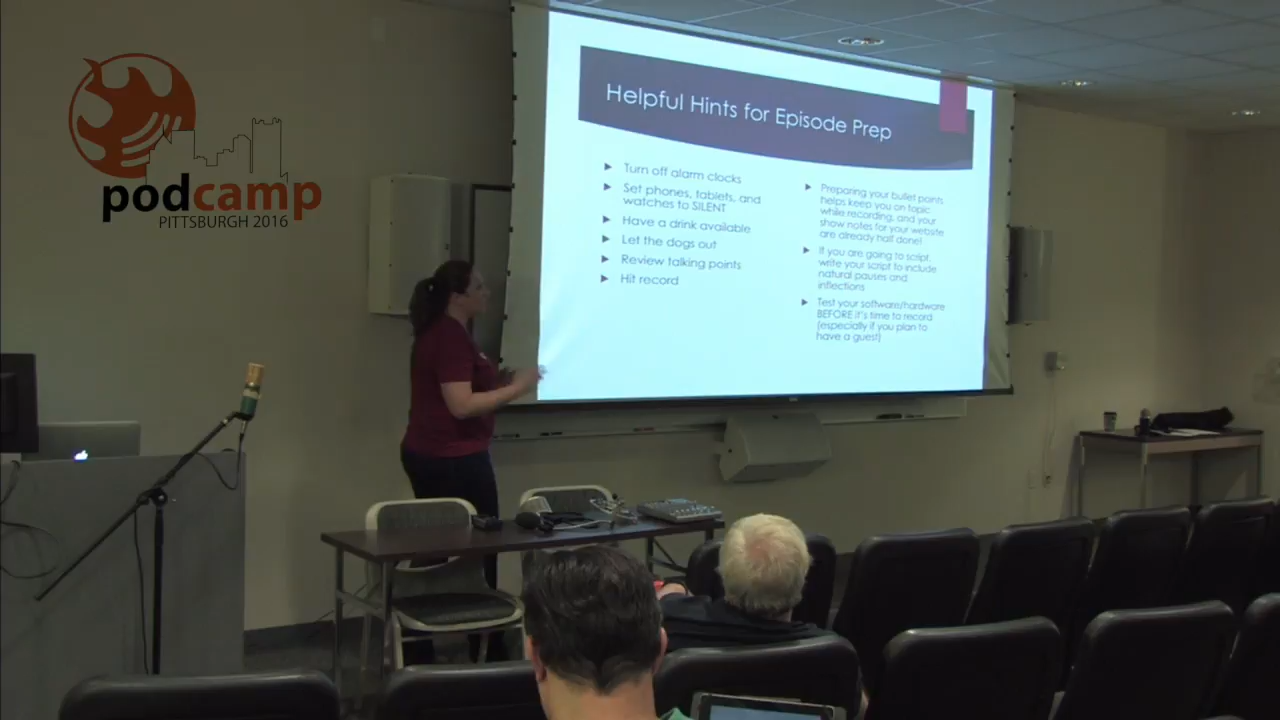 podcamp
PITTSBURGH 2016
Helpful Hints for Episode Prep
Turn off alarm clocks
Set phones, tablets, and
watches to SILENT
Have a drink available
Let the dogs out
Review talking points
Hit record
Preparing your bullet points
helps keep you on topic
while recording, and your
show notes for your website
are already half done!
If you are going to script,
write your script to include
natural pauses and
inflections
Test your software/hardware
BEFORE it's time to record
(especially if you plan to
have a guest)